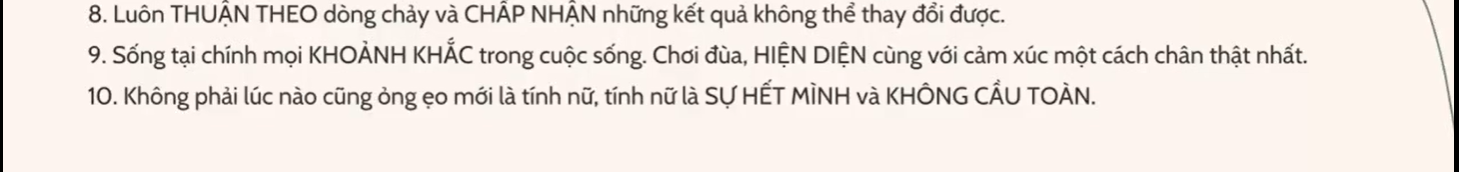 8. Luôn THUẬN THEO dòng chảy và CHẤP NHẬN những kết quả không thể thay đổi được.
9. Sống tại chính mọi KHOẢNH KHẮC trong cuộc sống. Chơi đùa, HIỆN DIỆN cùng với cảm xúc một cách chân thật nhất.
10. Không phải lúc nào cũng ỏng ẹo mới là tính nữ, tính nữ là SỰ HẾT MÌNH và KHÔNG CẦU TOÀN.